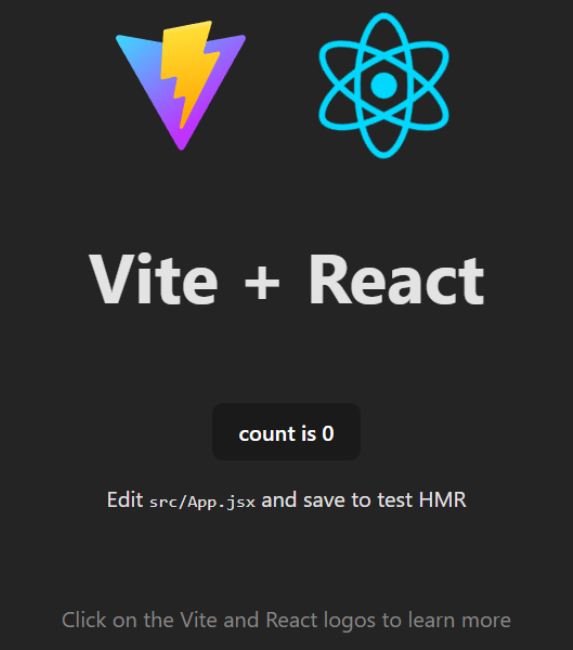 Vite + React
count is 0
Edit src/App.jsx and save to test HMR
Click on the Vite and React logos to learn more